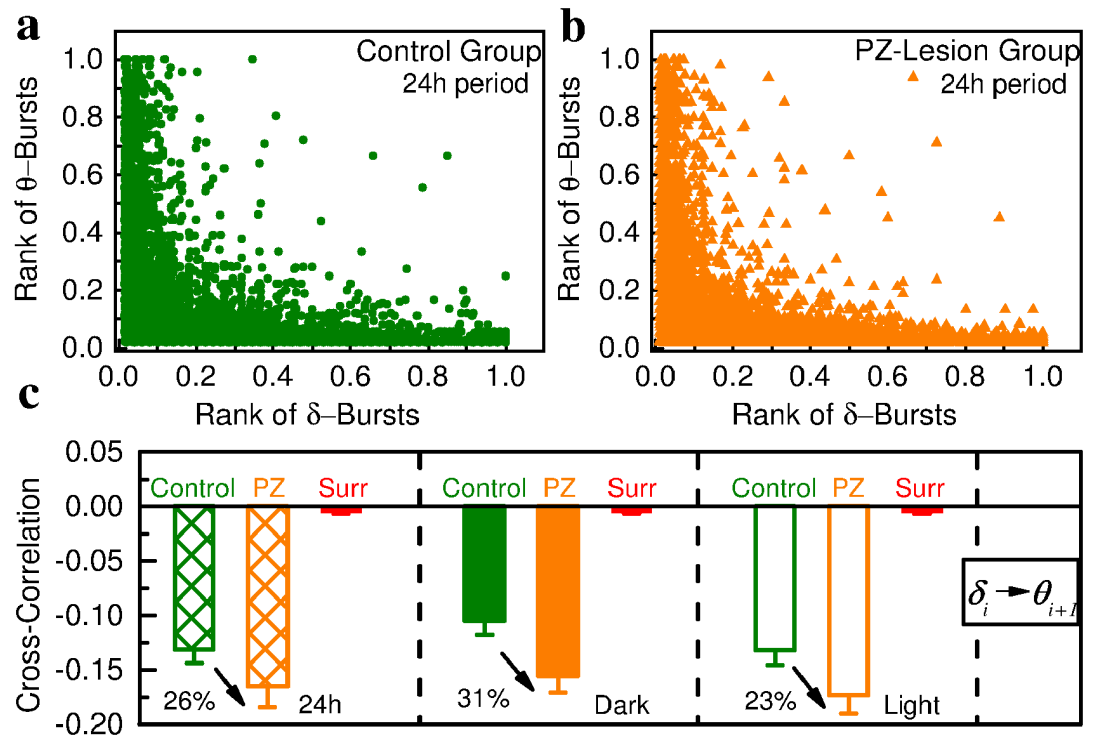 a
Control Group
24h period
Rank of θ−Bursts
1.0
0.8
0.6
0.4
0.2
0.0
0.0 0.2 0.4 0.6 0.8 1.0
Rank of δ−Bursts
b
PZ-Lesion Group
24h period
Rank of θ−Bursts
1.0
0.8
0.6
0.4
0.2
0.0
0.0 0.2 0.4 0.6 0.8 1.0
Rank of δ−Bursts
c
Cross-Correlation
0.05
0.00
-0.05
-0.10
-0.15
-0.20
Control PZ Surr
26% 24h
Control PZ Surr
31% Dark
Control PZ Surr
23% Light
δi → θi+1